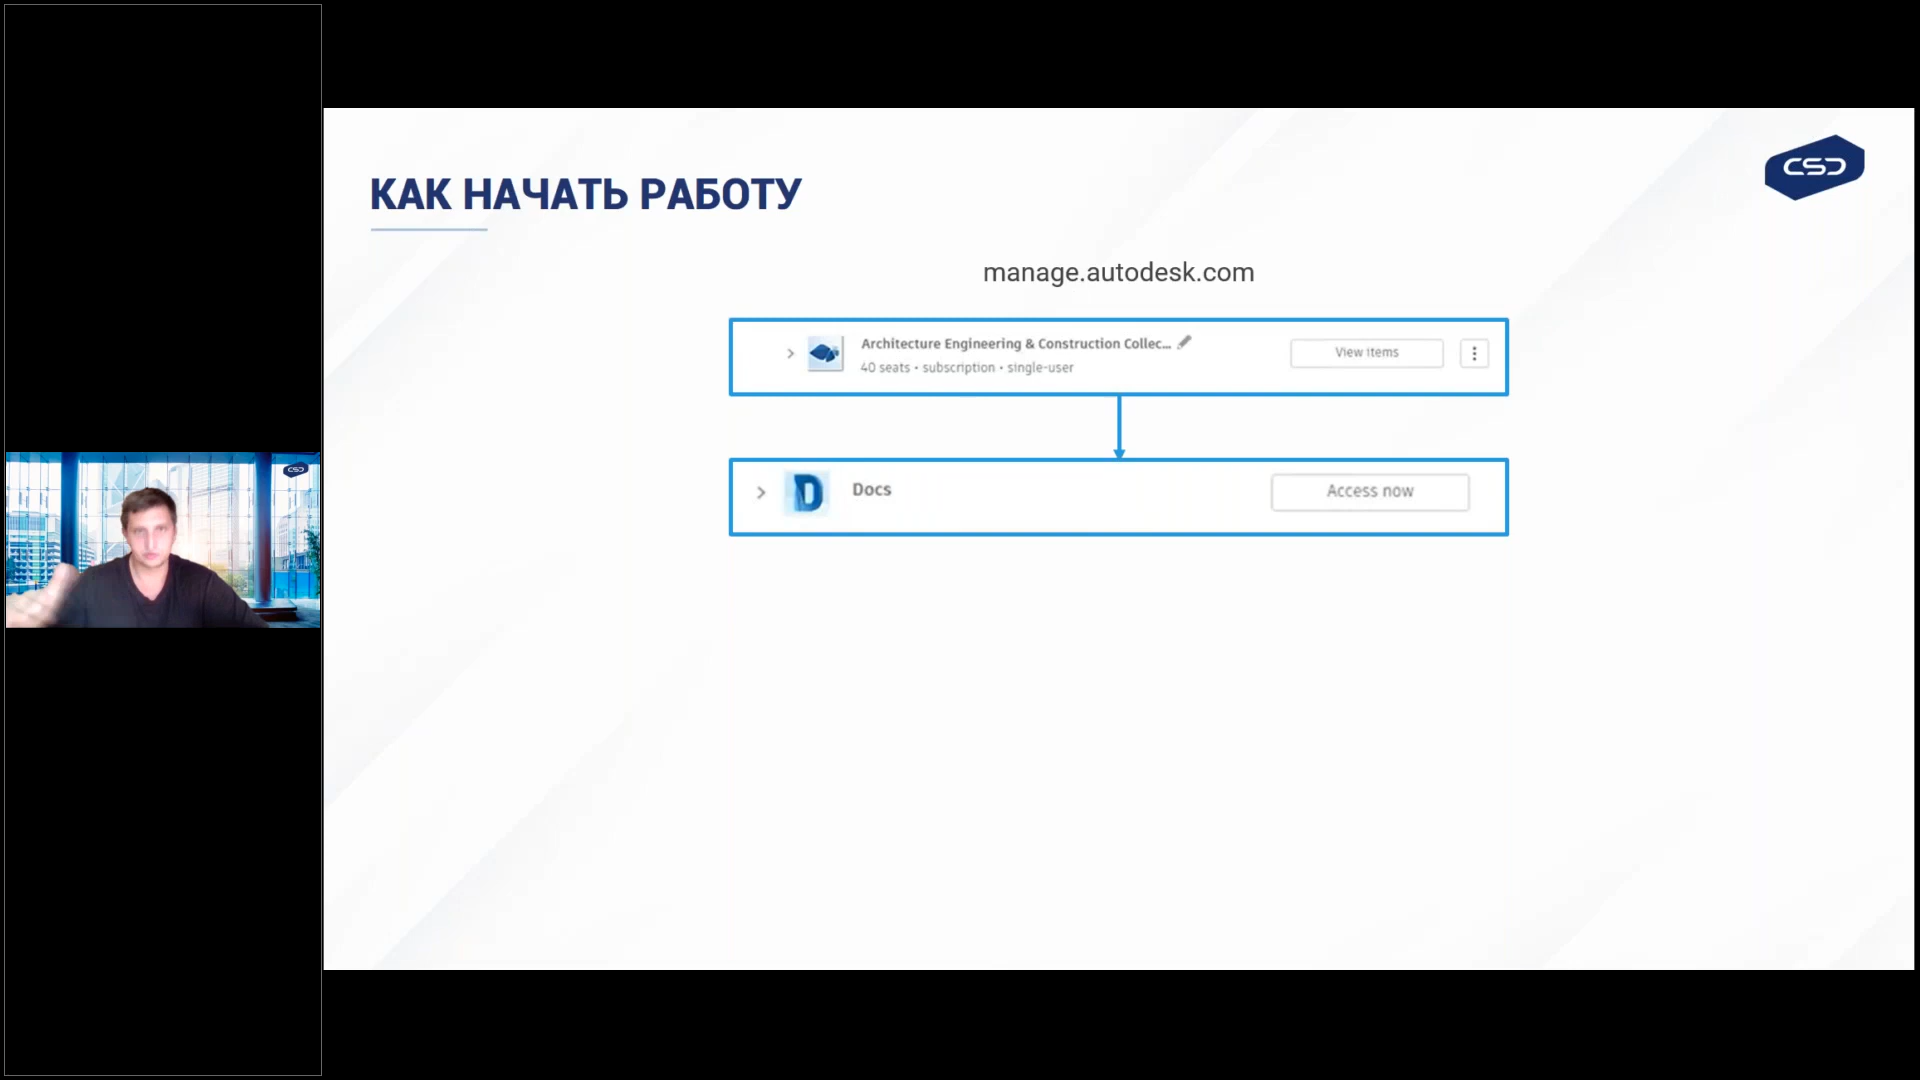 КАК НАЧАТЬ РАБОТУ
CSD
manage.autodesk.com
Architecture Engineering & Construction Collec...
40 seats • subscription • single-user
View items
Docs
Access now
CSD